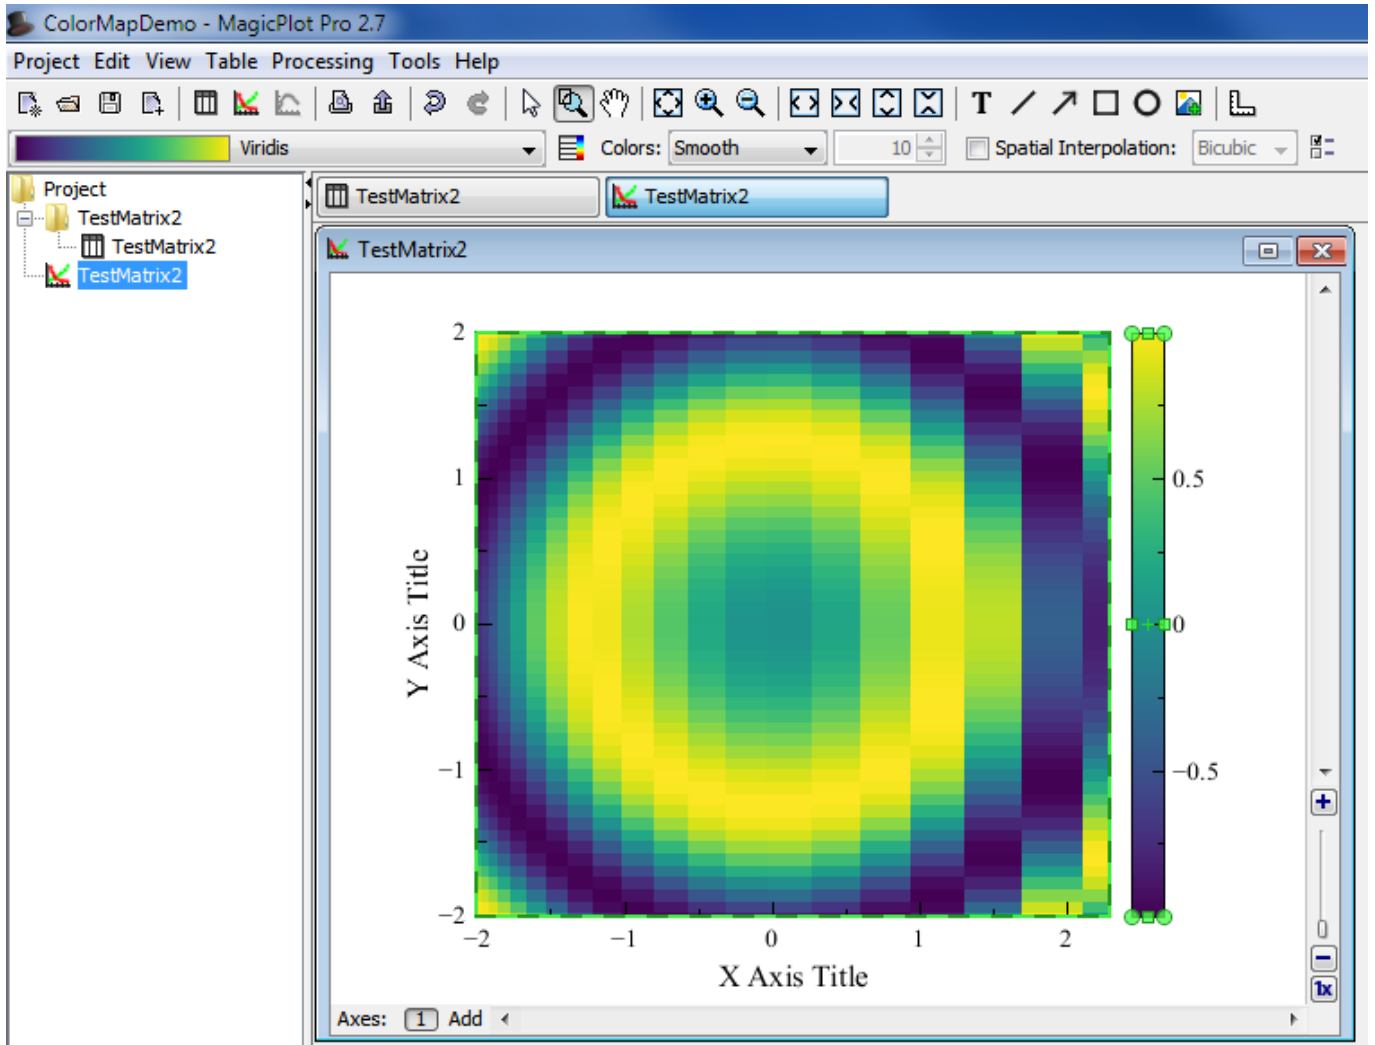 ColorMapDemo - MagicPlot Pro 2.7
Project Edit View Table Processing Tools Help
T
Viridis Colors: Smooth 10 Spatial Interpolation: Bicubic
Project
TestMatrix2
TestMatrix2
TestMatrix2
TestMatrix2 TestMatrix2
TestMatrix2
2
1
0
−1
−2
Y Axis Title
−2 −1 0 1 2
X Axis Title
0.5
0
−0.5
1x
Axes: 1 Add